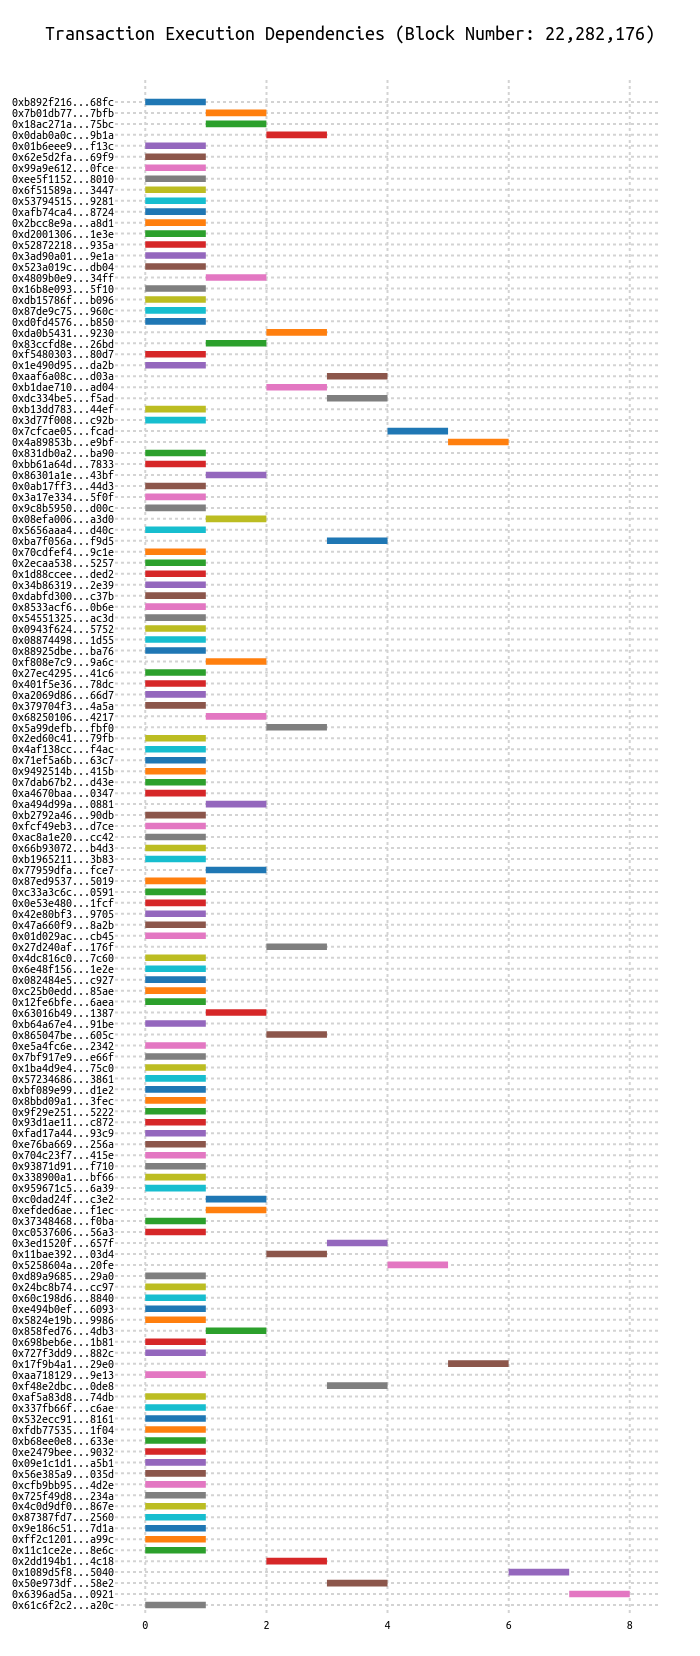 Transaction Execution Dependencies (Block Number: 22,282,176)
0xb892f216...68fc
0x7b01db77...7bfb
0x18ac271a...75bc
0x0dab0a0c...9b1a
0x01b6eee9...f13c
0x62e5d2fa...69f9
0x99a9e612...0fce
0xee5f1152...8010
0x6f51589a...3447
0x53794515...9281
0xafb74ca4...8724
0x2bcc8e9a...a8d1
0xd2001306...1e3e
0x52872218...935a
0x3ad90a01...9e1a
0x523a019c...db04
0x4809b0e9...34ff
0x16b8e093...5f10
0xdb15786f...b096
0x87de9c75...960c
0xd0fd4576...b850
0xda0b5431...9230
0x83ccfd8e...26bd
0xf5480303...80d7
0x1e490d95...da2b
0xaaf6a08c...d03a
0xb1dae710...ad04
0xdc334be5...f5ad
0xb13dd783...44ef
0x3d77f008...c92b
0x7cfcae05...fcad
0x4a89853b...e9bf
0x831db0a2...ba90
0xbb61a64d...7833
0x86301a1e...43bf
0x0ab17ff3...44d3
0x3a17e334...5f0f
0x9c8b5950...d00c
0x08efa006...a3d0
0x5656aaa4...d40c
0xba7f056a...f9d5
0x70cdfef4...9c1e
0x2ecaa538...5257
0x1d88ccee...ded2
0x34b86319...2e39
0xdabfd300...c37b
0x8533acf6...0b6e
0x54551325...ac3d
0x0943f624...5752
0x08874498...1d55
0x88925dbe...ba76
0xf808e7c9...9a6c
0x27ec4295...41c6
0x401f5e36...78dc
0xa2069d86...66d7
0x379704f3...4a5a
0x68250106...4217
0x5a99defb...fbf0
0x2ed60c41...79fb
0x4af138cc...f4ac
0x71ef5a6b...63c7
0x9492514b...415b
0x7dab67b2...d43e
0xa4670baa...0347
0xa494d99a...0881
0xb2792a46...90db
0xfcf49eb3...d7ce
0xac8a1e20...cc42
0x66b93072...b4d3
0xb1965211...3b83
0x77959dfa...fce7
0x87ed9537...5019
0xc33a3c6c...0591
0x0e53e480...1fcf
0x42e80bf3...9705
0x47a660f9...8a2b
0x01d029ac...cb45
0x27d240af...176f
0x4dc816c0...7c60
0x6e48f156...1e2e
0x082484e5...c927
0xc25b0edd...85ae
0x12fe6bfe...6aea
0x63016b49...1387
0xb64a67e4...91be
0x865047be...605c
0xe5a4fc6e...2342
0x7bf917e9...e66f
0x1ba4d9e4...75c0
0x57234686...3861
0xbf089e99...d1e2
0x8bbd09a1...3fec
0x9f29e251...5222
0x93d1ae11...c872
0xfad17a44...93c9
0xe76ba669...256a
0x704c23f7...415e
0x93871d91...f710
0x338900a1...bf66
0x959671c5...6a39
0xc0dad24f...c3e2
0xefded6ae...f1ec
0x37348468...f0ba
0xc0537606...56a3
0x3ed1520f...657f
0x11bae392...03d4
0x5258604a...20fe
0xd89a9685...29a0
0x24bc8b74...cc97
0x60c198d6...8840
0xe494b0ef...6093
0x5824e19b...9986
0x858fed76...4db3
0x698beb6e...1b81
0x727f3dd9...882c
0x17f9b4a1...29e0
0xaa718129...9e13
0xf48e2dbc...0de8
0xaf5a83d8...74db
0x337fb66f...c6ae
0x532ecc91...8161
0xfdb77535...1f04
0xb68ee0e8...633e
0xe2479bee...9032
0x09e1c1d1...a5b1
0x56e385a9...035d
0xcfb9bb95...4d2e
0x725f49d8...234a
0x4c0d9df0...867e
0x87387fd7...2560
0x9e186c51...7d1a
0xff2c1201...a99c
0x11c1ce2e...8e6c
0x2dd194b1...4c18
0x1089d5f8...5040
0x50e973df...58e2
0x6396ad5a...0921
0x61c6f2c2...a20c
0 2 4 6 8